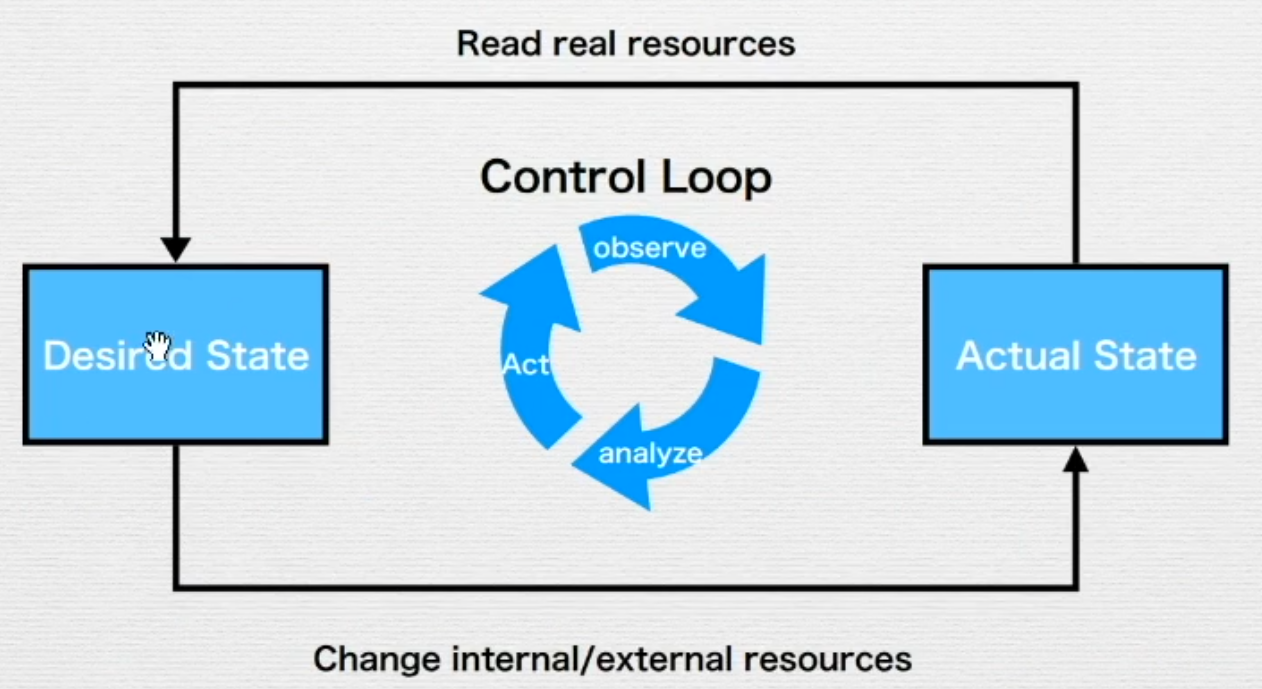 Read real resources
Control Loop
observe
Desired State
Act
Actual State
analyze
Change internal/external resources